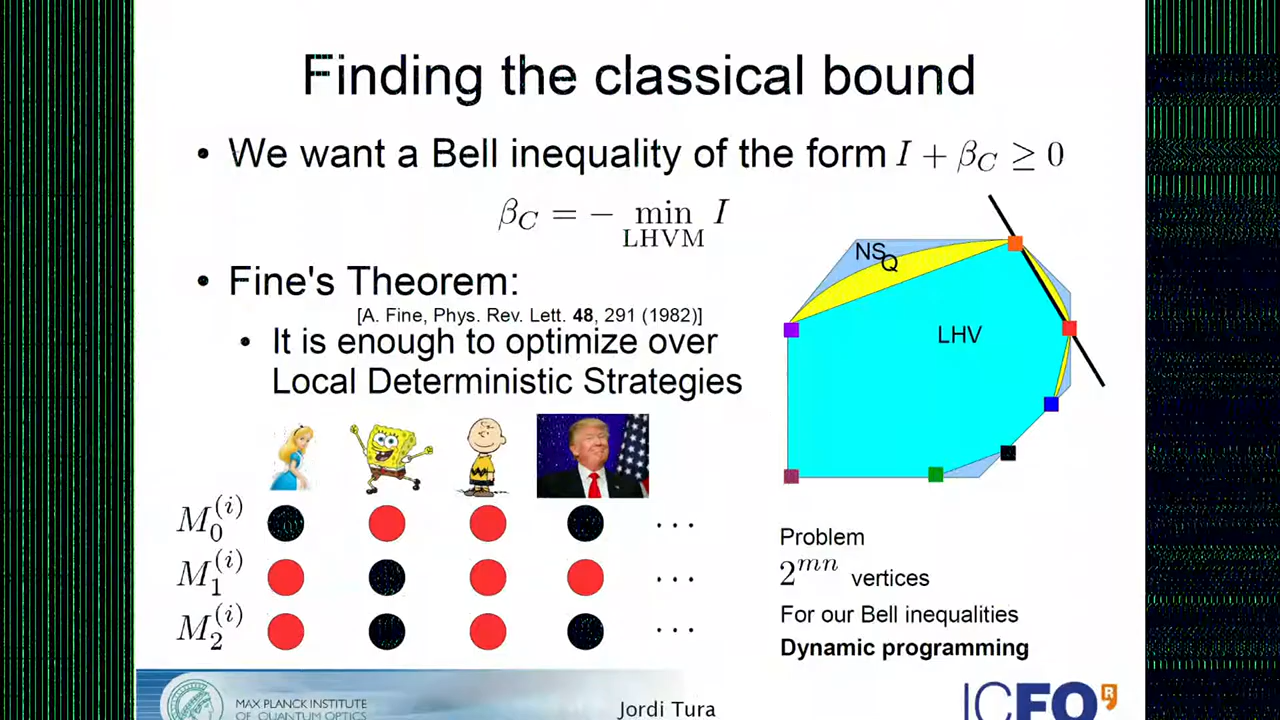 Finding the classical bound
• We want a Bell inequality of the form I + β_C ≥ 0
β_C = − min I
LHVM
• Fine's Theorem:
[A. Fine, Phys. Rev. Lett. 48, 291 (1982)]
• It is enough to optimize over
Local Deterministic Strategies
NS
Q
LHV
M_0^{(i)} ...
M_1^{(i)} ...
M_2^{(i)} ...
Problem
2^{mn} vertices
For our Bell inequalities
Dynamic programming
MAX PLANCK INSTITUTE
OF QUANTUM OPTICS
Jordi Tura
ICFO R